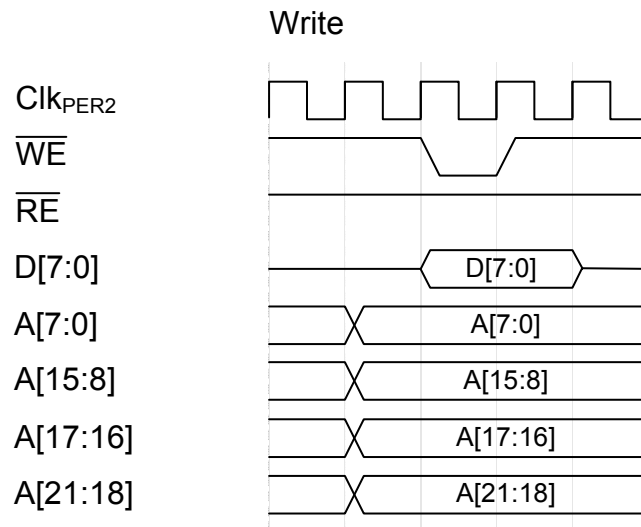 Write
ClkPER2
WE
RE
D[7:0] D[7:0]
A[7:0] A[7:0]
A[15:8] A[15:8]
A[17:16] A[17:16]
A[21:18] A[21:18]